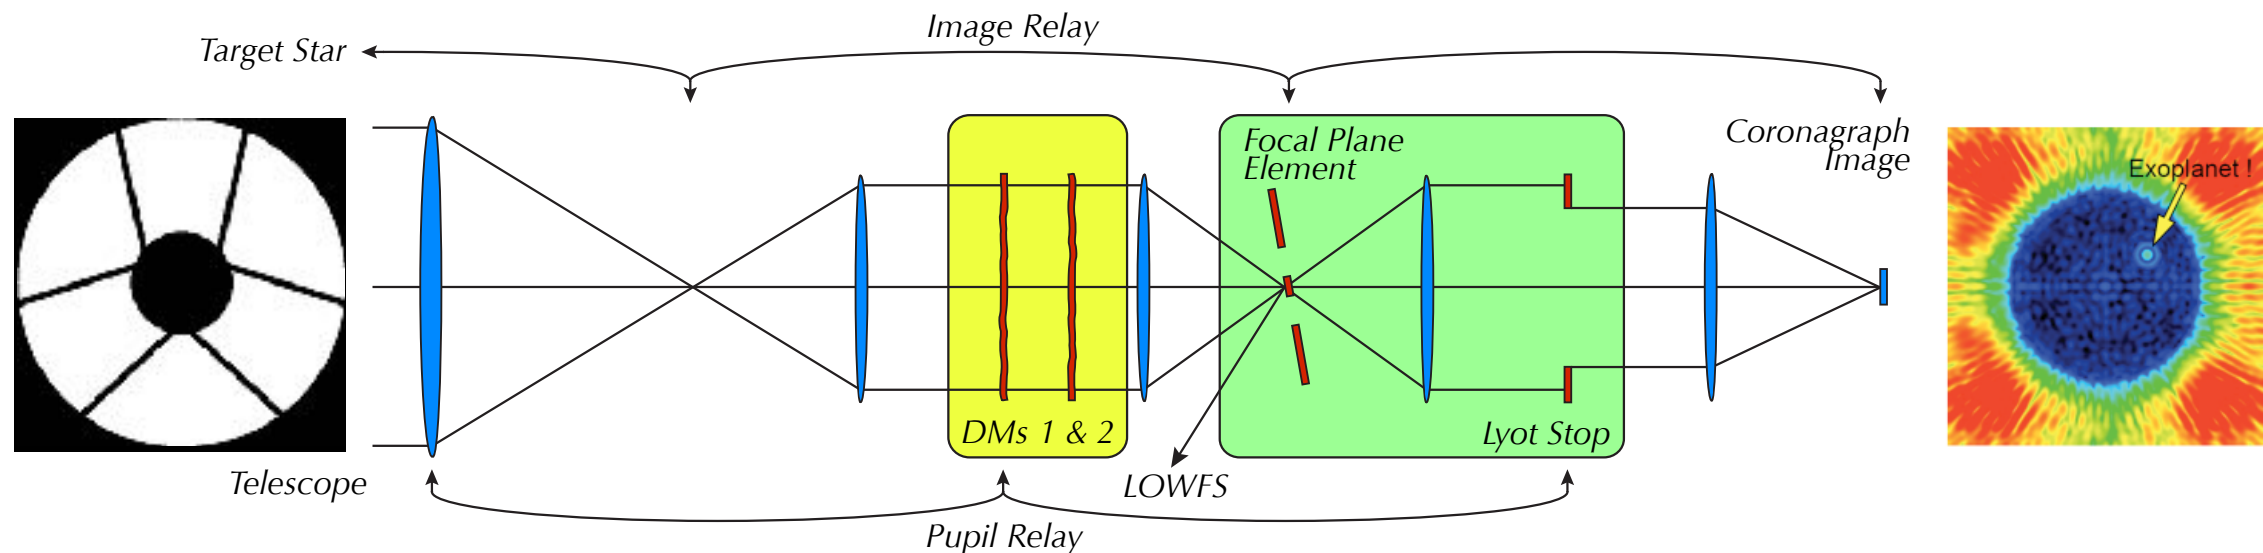 Image Relay
Target Star
Focal Plane
Element
Coronagraph
Image
Exoplanet !
DMs 1 & 2
Lyot Stop
Telescope
LOWFS
Pupil Relay